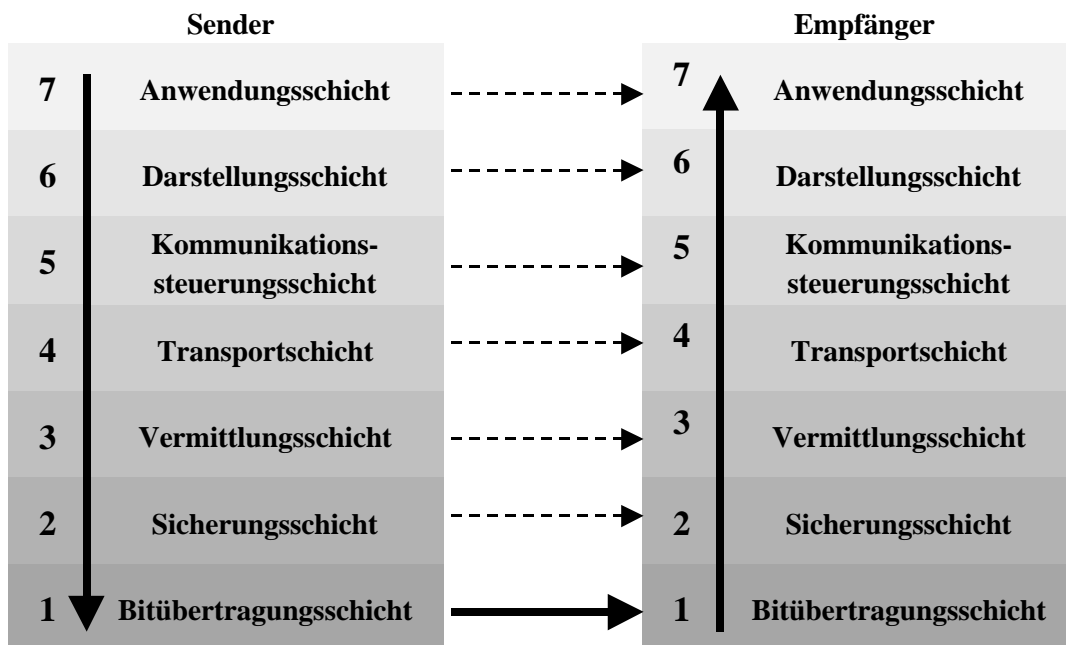 Sender Empfänger
7 Anwendungsschicht 7 Anwendungsschicht
6 Darstellungsschicht 6 Darstellungsschicht
5 Kommunikations- 5 Kommunikations-
steuerungsschicht steuerungsschicht
4 Transportschicht 4 Transportschicht
3 Vermittlungsschicht 3 Vermittlungsschicht
2 Sicherungsschicht 2 Sicherungsschicht
1 Bitübertragungsschicht 1 Bitübertragungsschicht